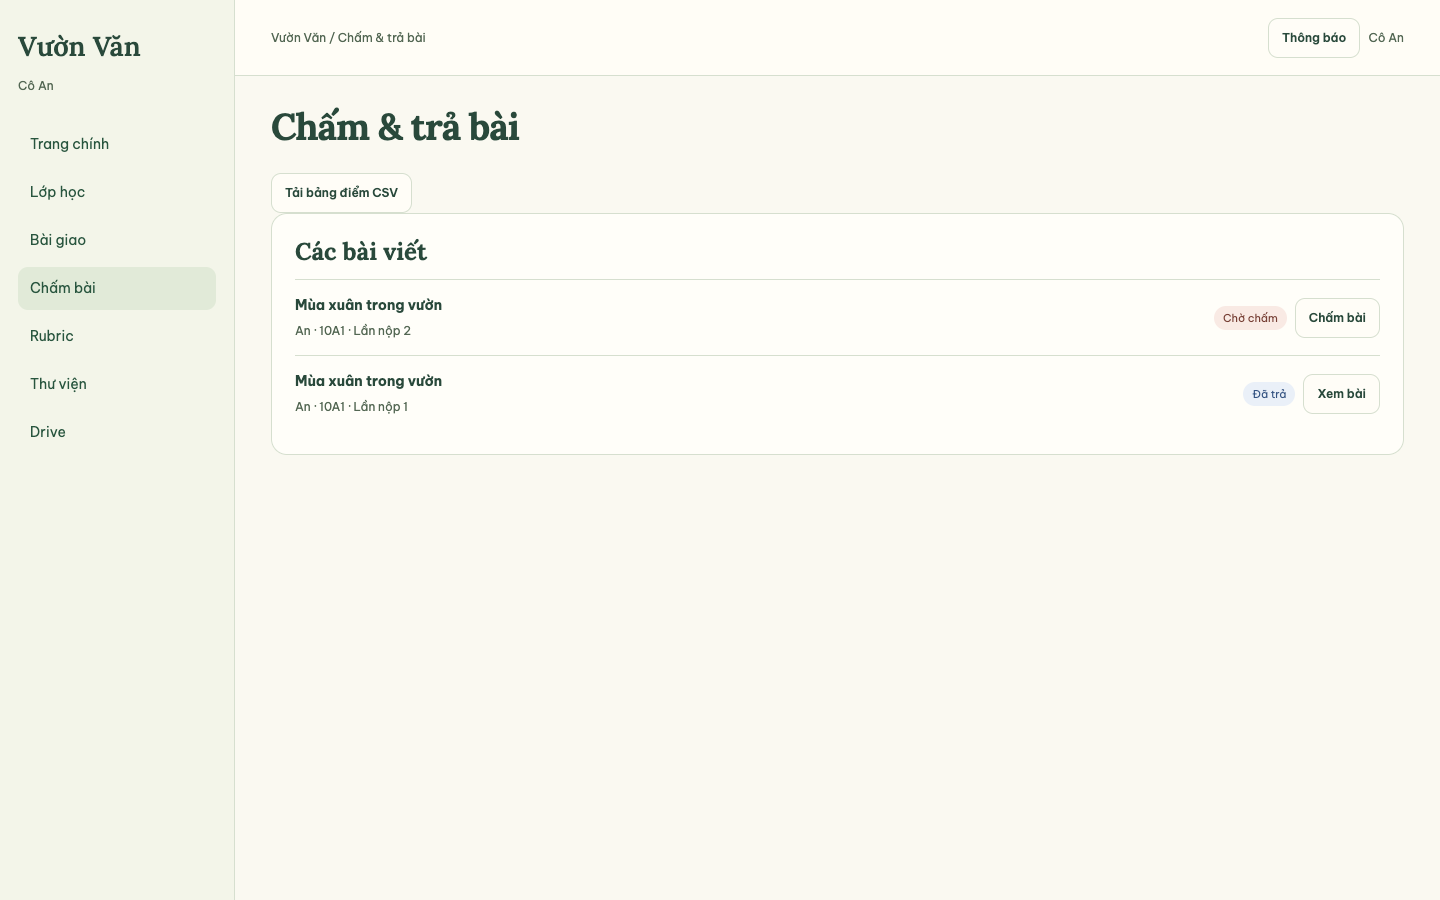 Vườn Văn
Cô An
Trang chính
Lớp học
Bài giao
Chấm bài
Rubric
Thư viện
Drive
Vườn Văn / Chấm & trả bài
Thông báo
Cô An
Chấm & trả bài
Tải bảng điểm CSV
Các bài viết
Mùa xuân trong vườn
An · 10A1 · Lần nộp 2
Chờ chấm
Chấm bài
Mùa xuân trong vườn
An · 10A1 · Lần nộp 1
Đã trả
Xem bài